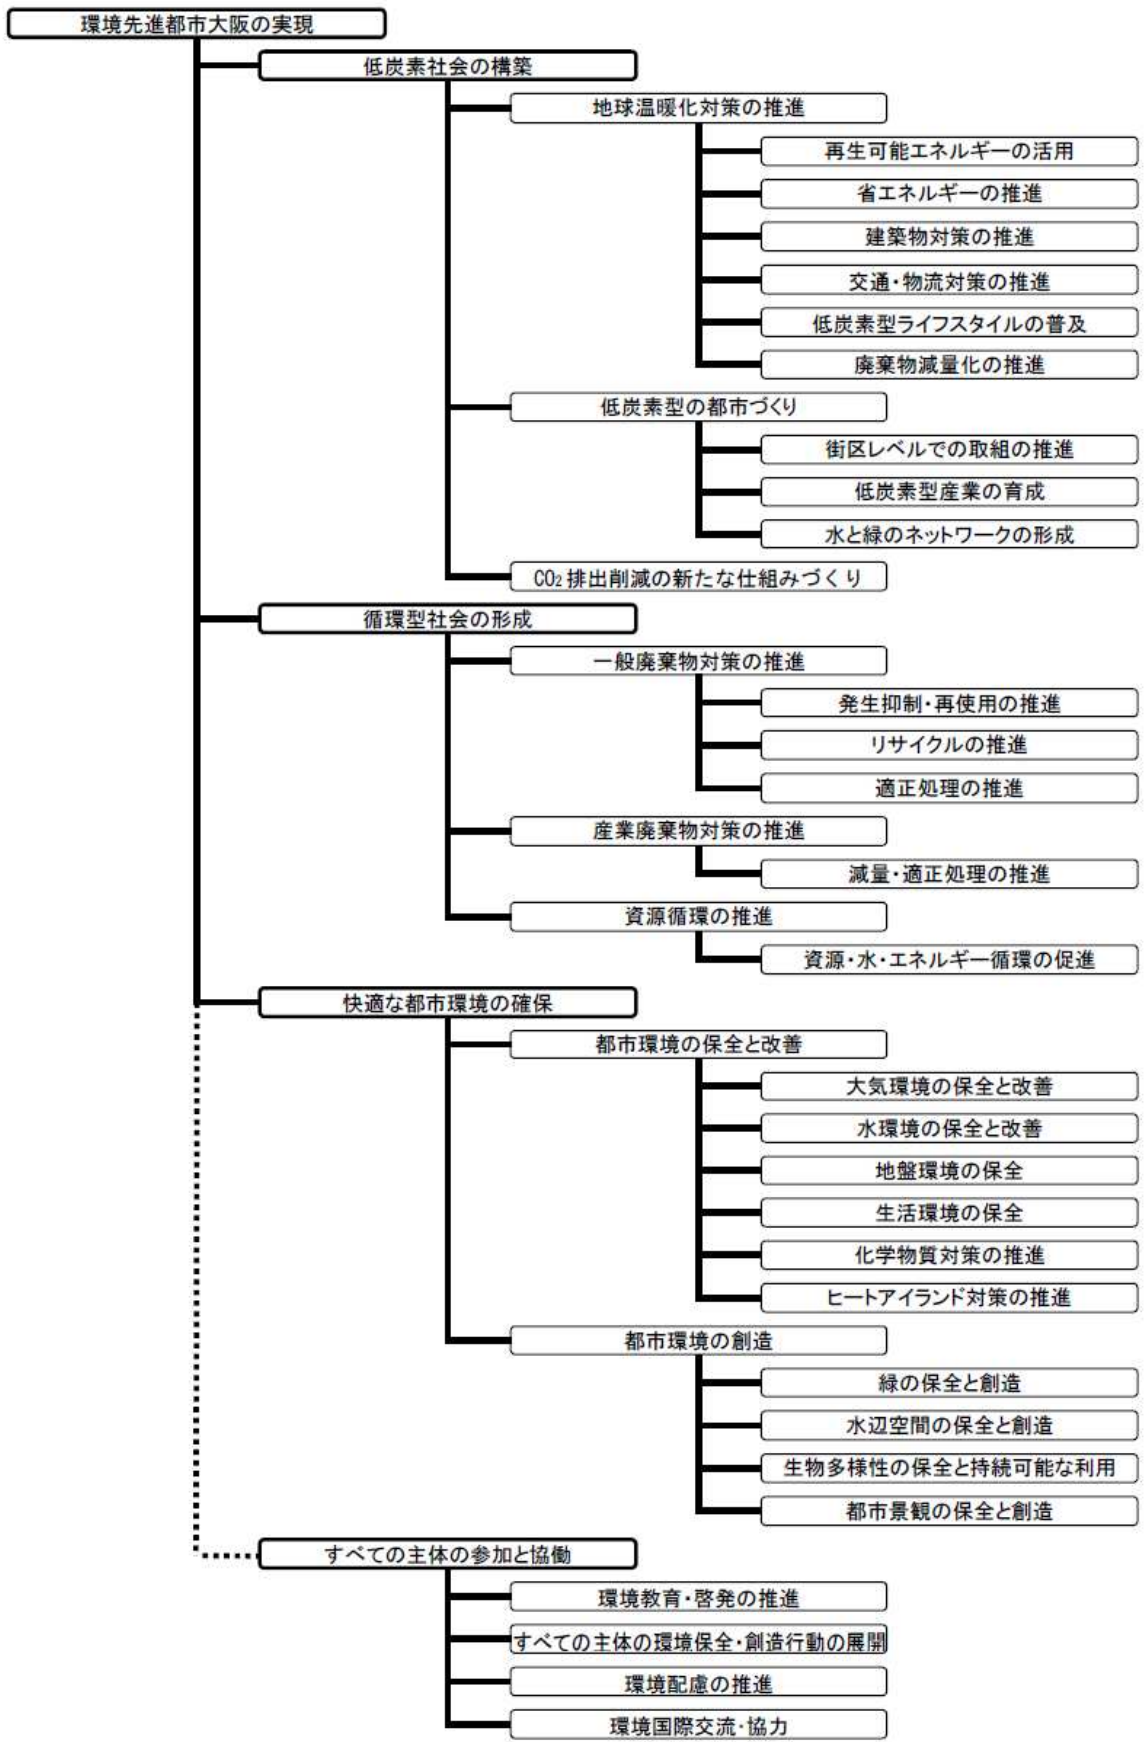 環境先進都市大阪の実現
低炭素社会の構築
地球温暖化対策の推進
再生可能エネルギーの活用
省エネルギーの推進
建築物対策の推進
交通・物流対策の推進
低炭素型ライフスタイルの普及
廃棄物減量化の推進
低炭素型の都市づくり
街区レベルでの取組の推進
低炭素型産業の育成
水と緑のネットワークの形成
CO₂排出削減の新たな仕組みづくり
循環型社会の形成
一般廃棄物対策の推進
発生抑制・再使用の推進
リサイクルの推進
適正処理の推進
産業廃棄物対策の推進
減量・適正処理の推進
資源循環の推進
資源・水・エネルギー循環の促進
快適な都市環境の確保
都市環境の保全と改善
大気環境の保全と改善
水環境の保全と改善
地盤環境の保全
生活環境の保全
化学物質対策の推進
ヒートアイランド対策の推進
都市環境の創造
緑の保全と創造
水辺空間の保全と創造
生物多様性の保全と持続可能な利用
都市景観の保全と創造
すべての主体の参加と協働
環境教育・啓発の推進
すべての主体の環境保全・創造行動の展開
環境配慮の推進
環境国際交流・協力